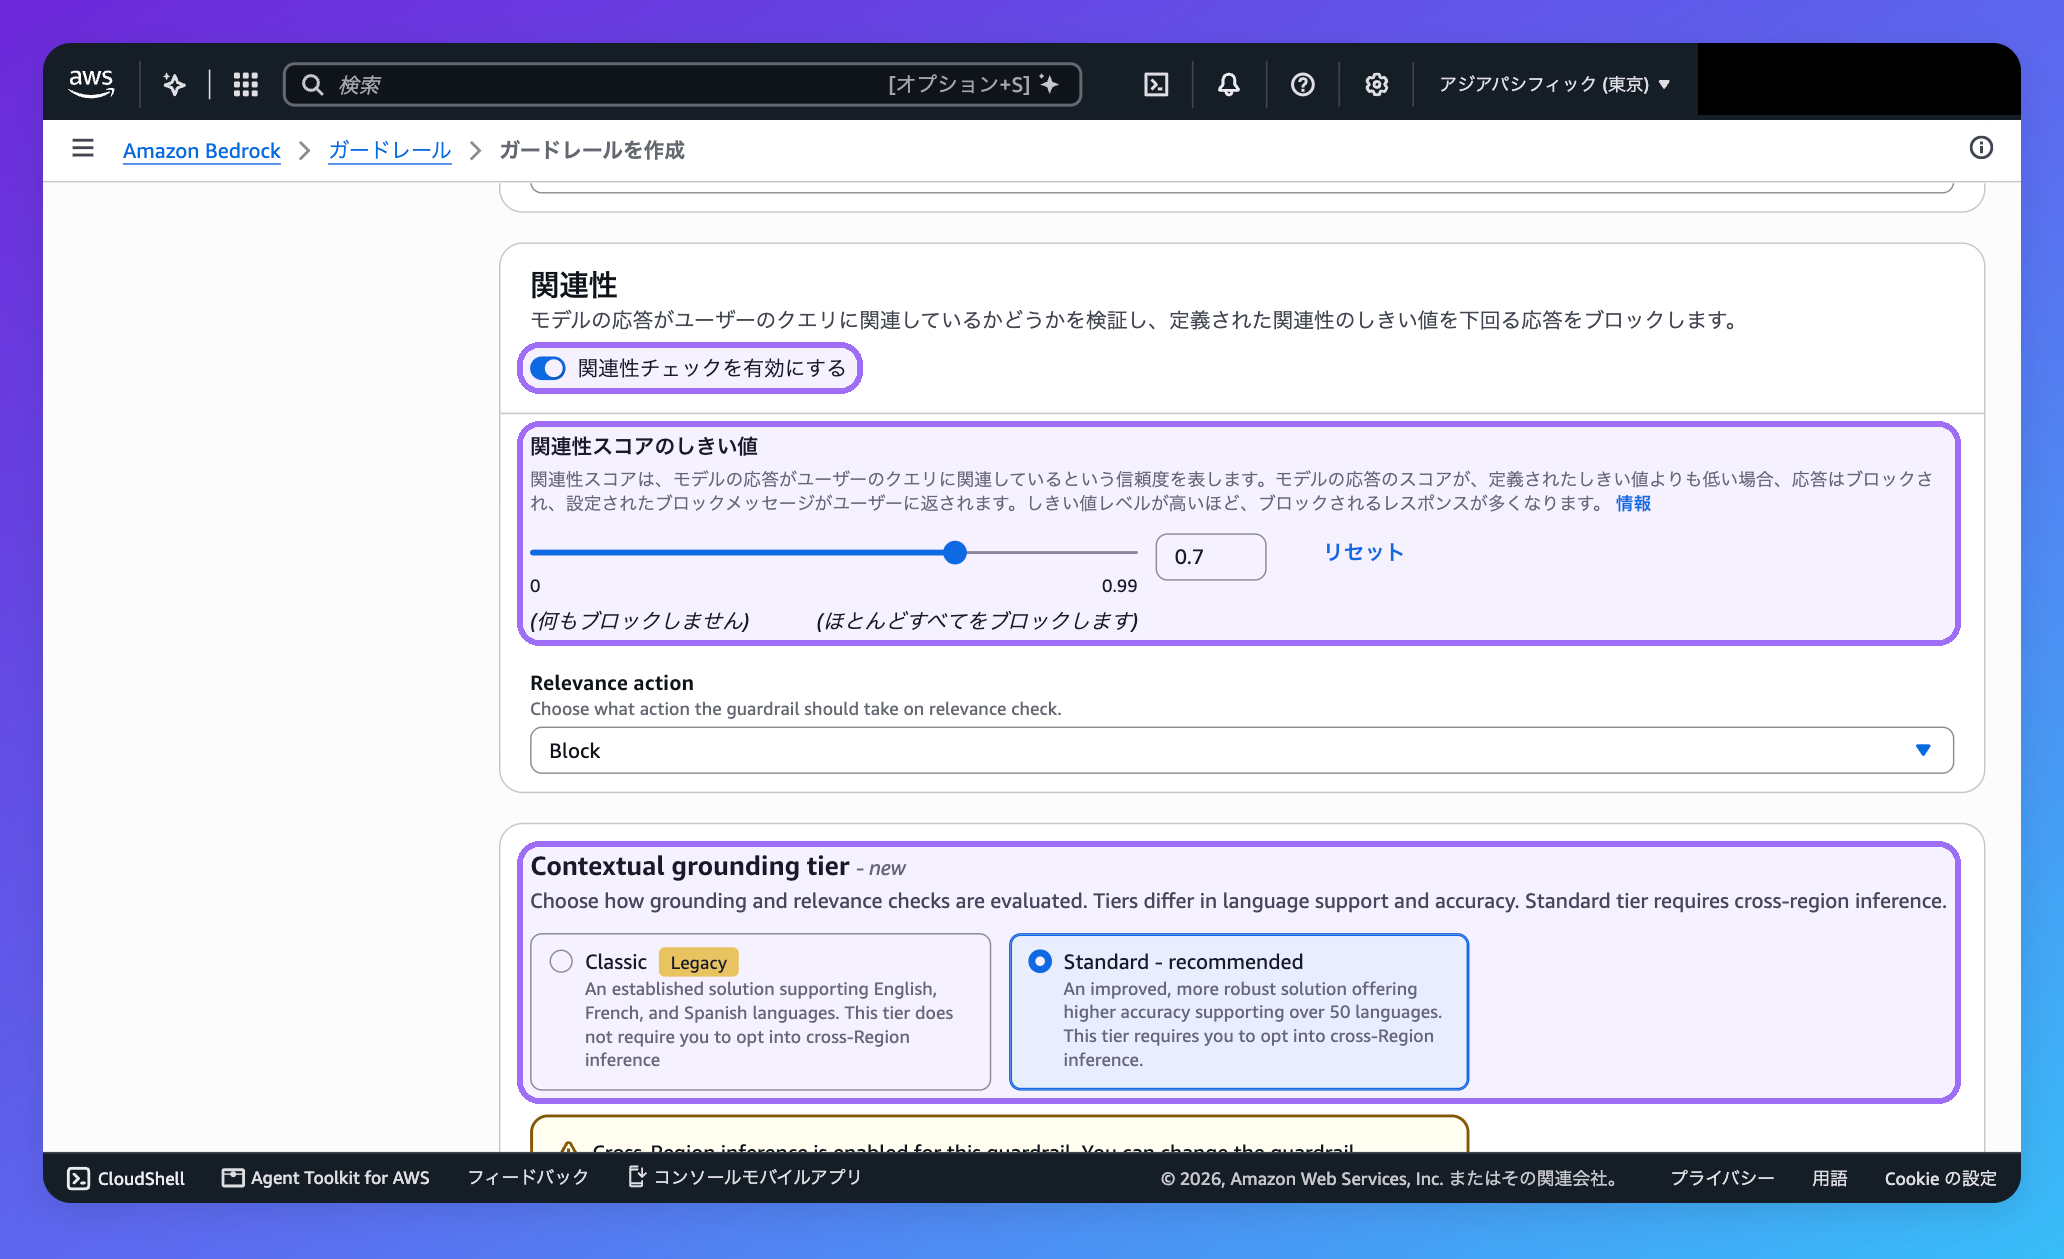 aws
検索
[オプション+S]
アジアパシフィック (東京) ▼
Amazon Bedrock
ガードレール
ガードレールを作成
関連性
モデルの応答がユーザーのクエリに関連しているかどうかを検証し、定義された関連性のしきい値を下回る応答をブロックします。
関連性チェックを有効にする
関連性スコアのしきい値
関連性スコアは、モデルの応答がユーザーのクエリに関連しているという信頼度を表します。モデルの応答のスコアが、定義されたしきい値よりも低い場合、応答はブロックさ
れ、設定されたブロックメッセージがユーザーに返されます。しきい値レベルが高いほど、ブロックされるレスポンスが多くなります。 情報
0.7
リセット
0
0.99
(何もブロックしません)
(ほとんどすべてをブロックします)
Relevance action
Choose what action the guardrail should take on relevance check.
Block
Contextual grounding tier - new
Choose how grounding and relevance checks are evaluated. Tiers differ in language support and accuracy. Standard tier requires cross-region inference.
Classic
Legacy
An established solution supporting English,
French, and Spanish languages. This tier does
not require you to opt into cross-Region
inference
Standard - recommended
An improved, more robust solution offering
higher accuracy supporting over 50 languages.
This tier requires you to opt into cross-Region
inference.
Cross-Region inference is enabled for this guardrail. You can change the guardrail
CloudShell
Agent Toolkit for AWS
フィードバック
コンソールモバイルアプリ
© 2026, Amazon Web Services, Inc. またはその関連会社。
プライバシー
用語
Cookie の設定